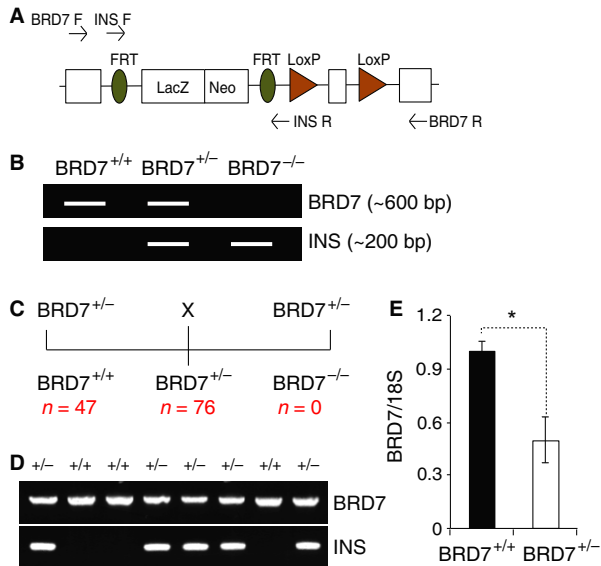 A
BRD7 F INS F
FRT FRT LoxP LoxP
LacZ Neo
INS R BRD7 R
B
BRD7+/+ BRD7+/– BRD7–/–
BRD7 (~600 bp)
INS (~200 bp)
C
BRD7+/– X BRD7+/–
BRD7+/+ BRD7+/– BRD7–/–
n = 47 n = 76 n = 0
D
+/– +/+ +/+ +/– +/– +/– +/+ +/–
BRD7
INS
E
BRD7/18S
1.2
0.9
0.6
0.3
0
*
BRD7+/+ BRD7+/–